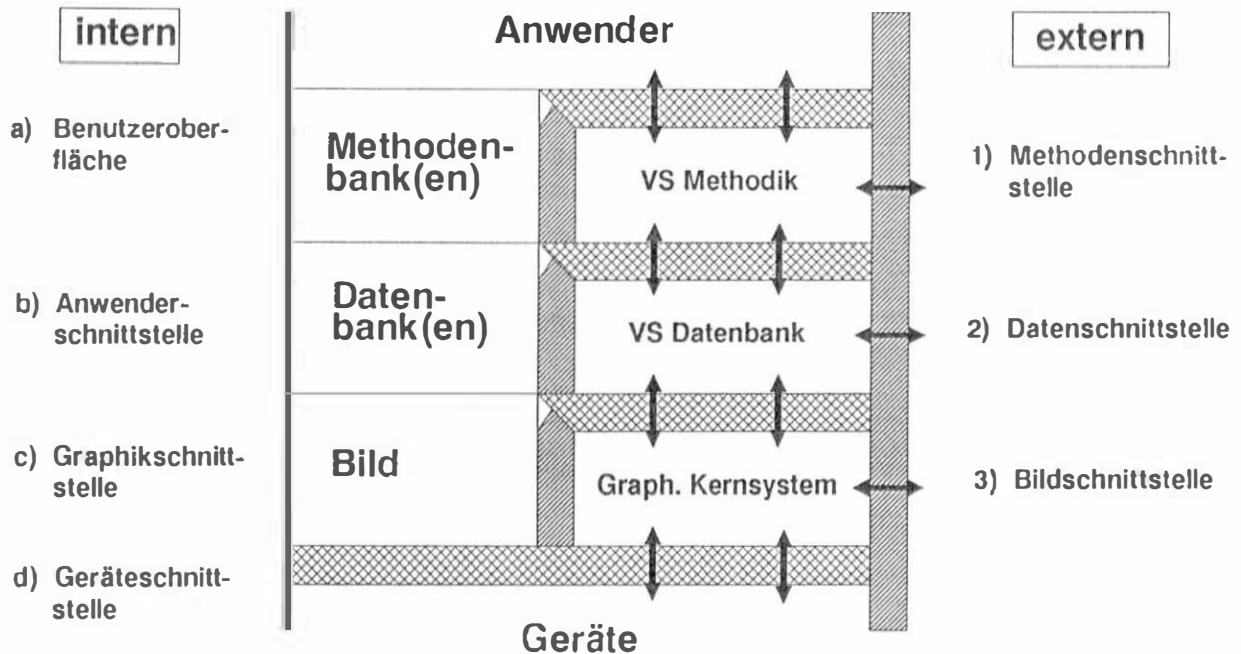 intern
Anwender
extern
a) Benutzerober-
fläche
Methoden-
bank(en)
VS Methodik
1) Methodenschnitt-
stelle
b) Anwender-
schnittstelle
Daten-
bank(en)
VS Datenbank
2) Datenschnittstelle
c) Graphikschnitt-
stelle
Bild
Graph. Kernsystem
3) Bildschnittstelle
d) Geräteschnitt-
stelle
Geräte